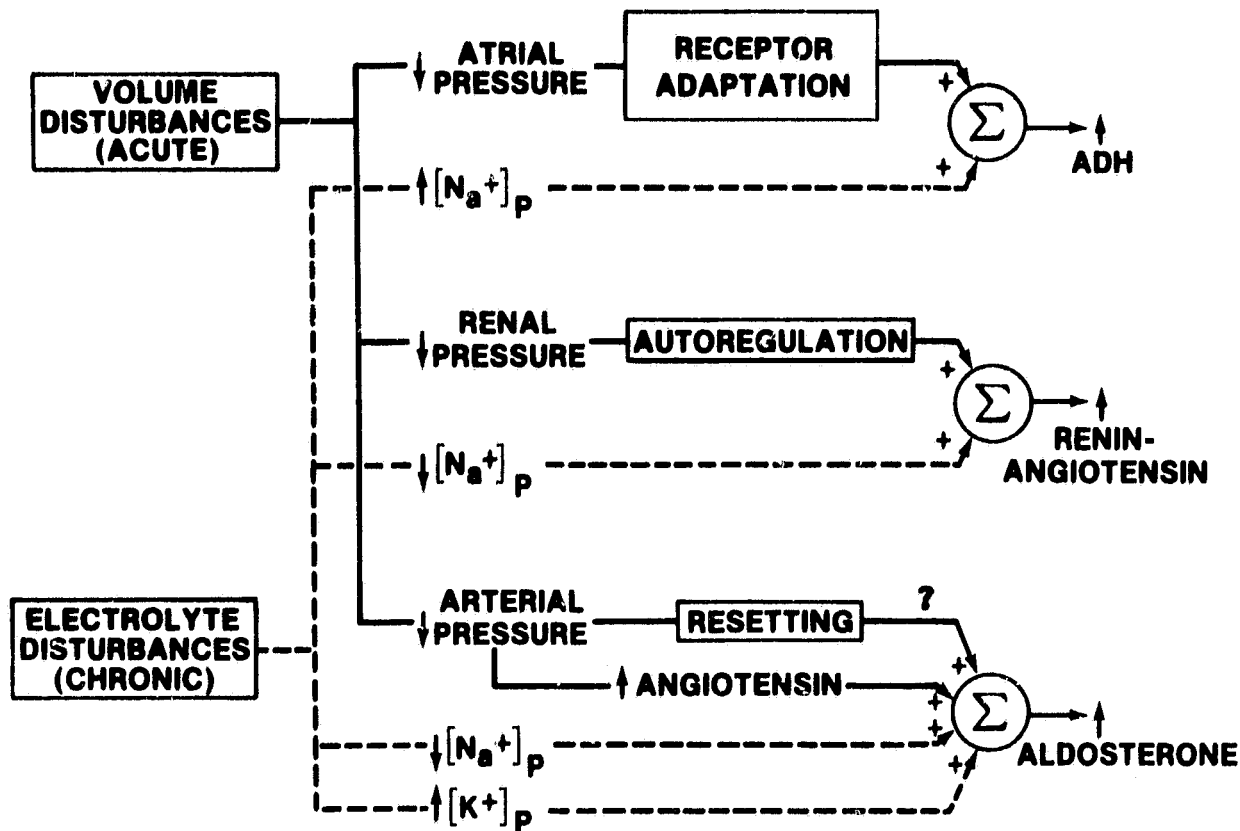 VOLUME
DISTURBANCES
(ACUTE)
↓ ATRIAL
PRESSURE
RECEPTOR
ADAPTATION
+
+
Σ
↑
ADH
↑[Na+]P
↓ RENAL
PRESSURE
AUTOREGULATION
+
+
Σ
↑
RENIN-
ANGIOTENSIN
↓[Na+]P
ELECTROLYTE
DISTURBANCES
(CHRONIC)
↓ ARTERIAL
PRESSURE
RESETTING
?
↑ ANGIOTENSIN
+
+
+
+
Σ
↑
ALDOSTERONE
↓[Na+]P
↑[K+]P